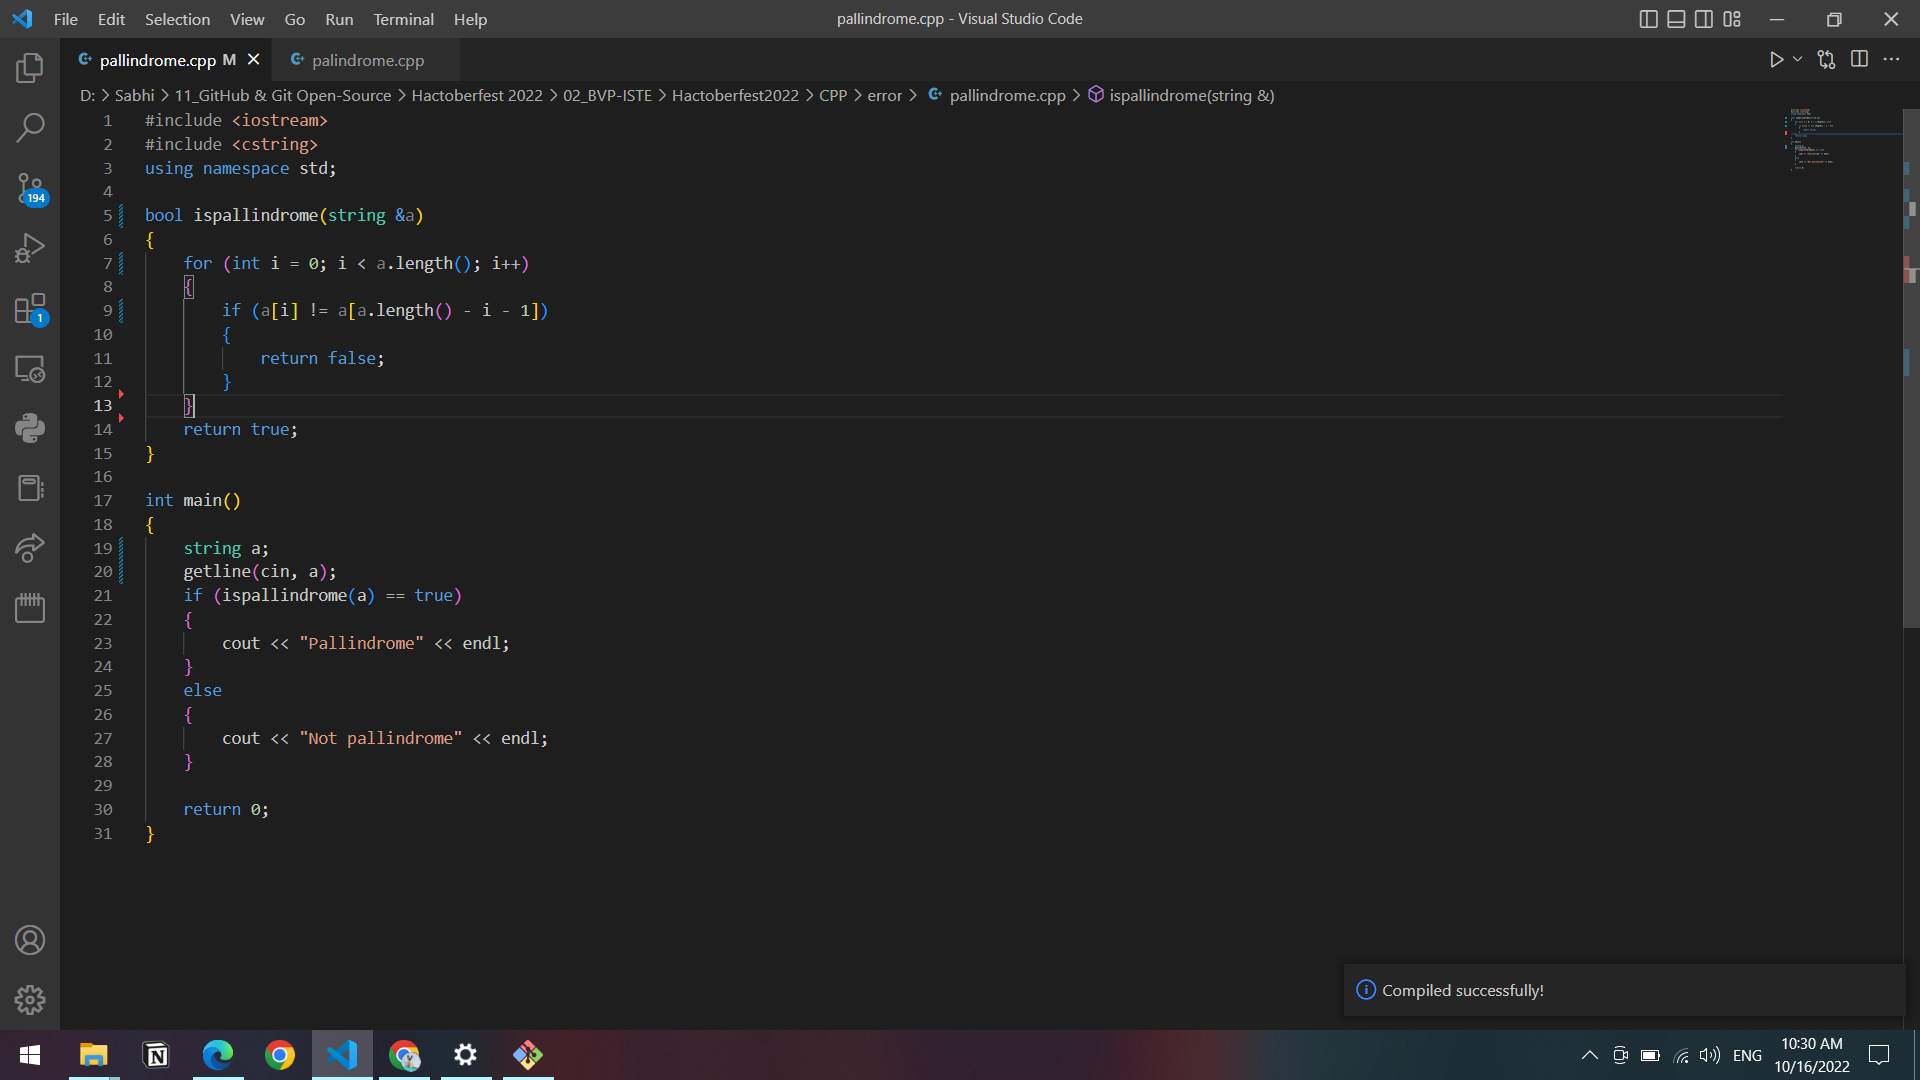 File Edit Selection View Go Run Terminal Help
pallindrome.cpp - Visual Studio Code
pallindrome.cpp M
palindrome.cpp
D: > Sabhi > 11_GitHub & Git Open-Source > Hactoberfest 2022 > 02_BVP-ISTE > Hactoberfest2022 > CPP > error > pallindrome.cpp > ispallindrome(string &)
194
1
1 #include <iostream>
2 #include <cstring>
3 using namespace std;
4
5 bool ispallindrome(string &a)
6 {
7     for (int i = 0; i < a.length(); i++)
8     {
9         if (a[i] != a[a.length() - i - 1])
10         {
11             return false;
12         }
13     }
14     return true;
15 }
16
17 int main()
18 {
19     string a;
20     getline(cin, a);
21     if (ispallindrome(a) == true)
22     {
23         cout << "Pallindrome" << endl;
24     }
25     else
26     {
27         cout << "Not pallindrome" << endl;
28     }
29
30     return 0;
31 }
Compiled successfully!
ENG
10:30 AM
10/16/2022